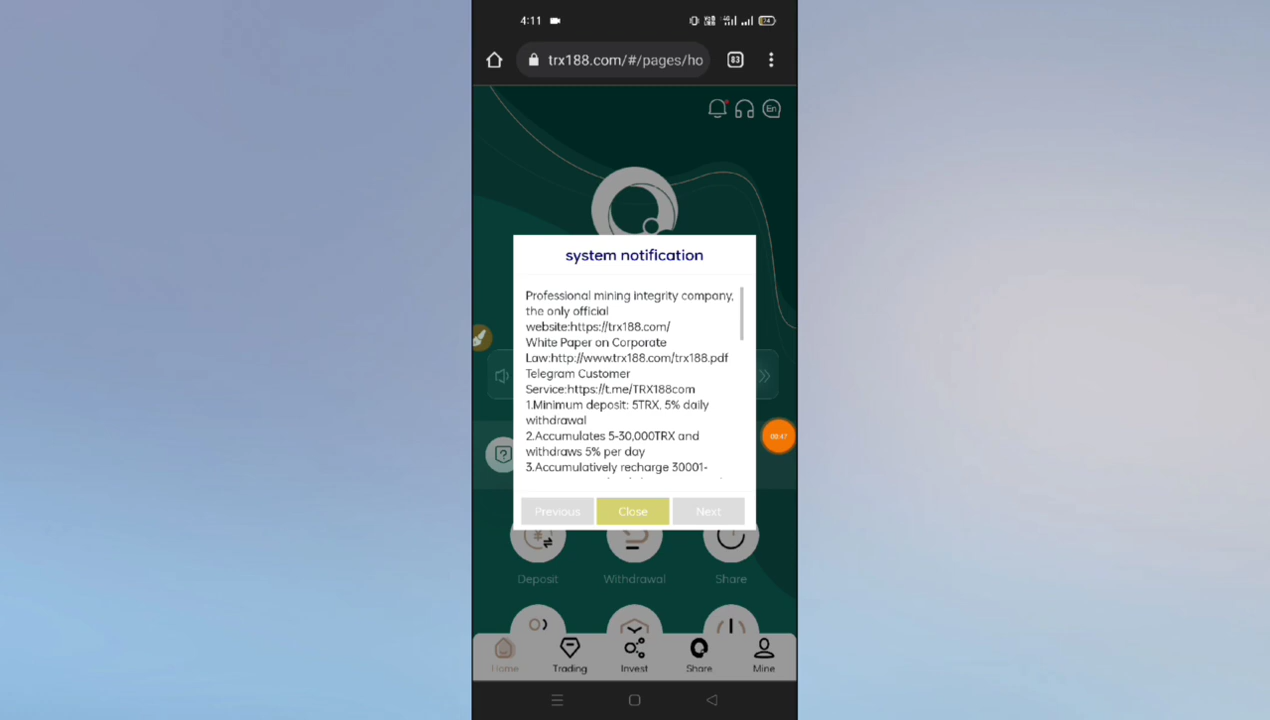 4:11
trx188.com/#/pages/ho
83
En
system notification
Professional mining integrity company,
the only official
website:https://trx188.com/
White Paper on Corporate
Law:http://www.trx188.com/trx188.pdf
Telegram Customer
Service:https://t.me/TRX188com
1.Minimum deposit: 5TRX, 5% daily
withdrawal
2.Accumulates 5-30,000TRX and
withdraws 5% per day
3.Accumulatively recharge 30001-
Previous
Close
Next
Deposit
Withdrawal
Share
Home
Trading
Invest
Share
Mine